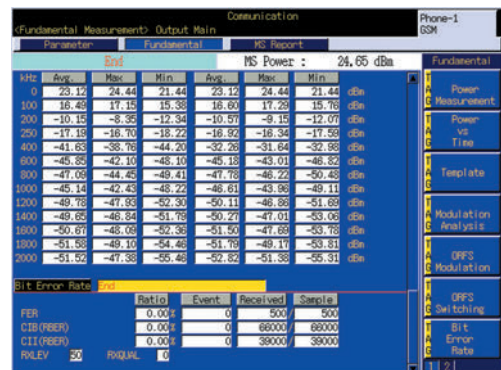 Communication
<Fundamental Measurement> Output Main
Phone-1
GSM
Parameter Fundamental MS Report
End MS Power : 24.65 dBm Fundamental
kHz Avg. Max Min Avg. Max Min
0 23.12 24.44 21.44 23.12 24.44 21.44 dBm
100 16.49 17.15 15.38 16.60 17.29 15.76 dBm
200 -10.15 -8.35 -12.34 -10.57 -9.15 -12.07 dBm
250 -17.19 -16.70 -18.22 -16.92 -16.34 -17.59 dBm
400 -41.63 -38.76 -44.20 -32.26 -31.64 -32.98 dBm
600 -45.85 -42.10 -48.10 -45.18 -43.01 -46.82 dBm
800 -47.09 -44.45 -49.41 -47.78 -46.22 -50.48 dBm
1000 -45.14 -42.43 -48.22 -46.61 -43.96 -49.11 dBm
1200 -49.78 -47.93 -52.30 -50.11 -46.86 -51.69 dBm
1400 -49.65 -46.84 -51.79 -50.27 -47.01 -53.06 dBm
1600 -50.67 -48.09 -52.36 -51.50 -47.69 -53.78 dBm
1800 -51.58 -49.10 -54.46 -51.79 -49.17 -53.81 dBm
2000 -51.52 -47.38 -55.46 -52.82 -51.38 -55.31 dBm
Bit Error Rate End
Ratio Event Received Sample
FER 0.00% 0 500/ 500
CIB(RBER) 0.00% 0 66000/ 66000
CII(RBER) 0.00% 0 39000/ 39000
RXLEV 50 RXQUAL 0
TAG Power Measurement
TAG Power vs Time
TAG Template
TAG Modulation Analysis
TAG ORFS Modulation
TAG ORFS Switching
TAG Bit Error Rate
1 2